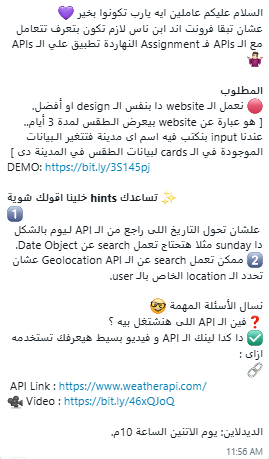 السلام عليكم عاملين ايه يارب تكونوا بخير 💜
عشان تبقا فرونت اند ابن ناس لازم تكون بتعرف تتعامل
مع الـ APIs فـ Assignment النهاردة تطبيق علي الـ APIs
🤷🏻‍♀️
المطلوب
🔴 نعمل الـ website دا بنفس الـ design او أفضل.
[ هو عبارة عن website بيعرض الطقس لمدة 3 أيام..
عندنا input بنكتب فيه اسم اى مدينة فتتغير البيانات
الموجودة في الـ cards لبيانات الطقس في المدينة دى ]
DEMO: https://bit.ly/3S145pj
✨ تساعدك hints خلينا اقولك شوية
1️⃣
علشان تحول التاريخ اللى راجع من الـ API لـيوم بالشكل
دا sunday مثلا هتحتاج تعمل search عن Date Object.
2️⃣ ممكن تعمل search عن الـ Geolocation API عشان
تحدد الـ location الخاص بالـ user.
نسال الأسئلة المهمة 🤓
❓ فين الـ API اللى هنشتغل بيه ؟
✅ دا كدا لينك الـ API و فيديو بسيط هيعرفك تستخدمه
ازاى :
🔗
API Link : https://www.weatherapi.com/
🎥 Video : https://bit.ly/46xQJoQ
الديدلاين: يوم الاتنين الساعة 10م.
11:56 AM